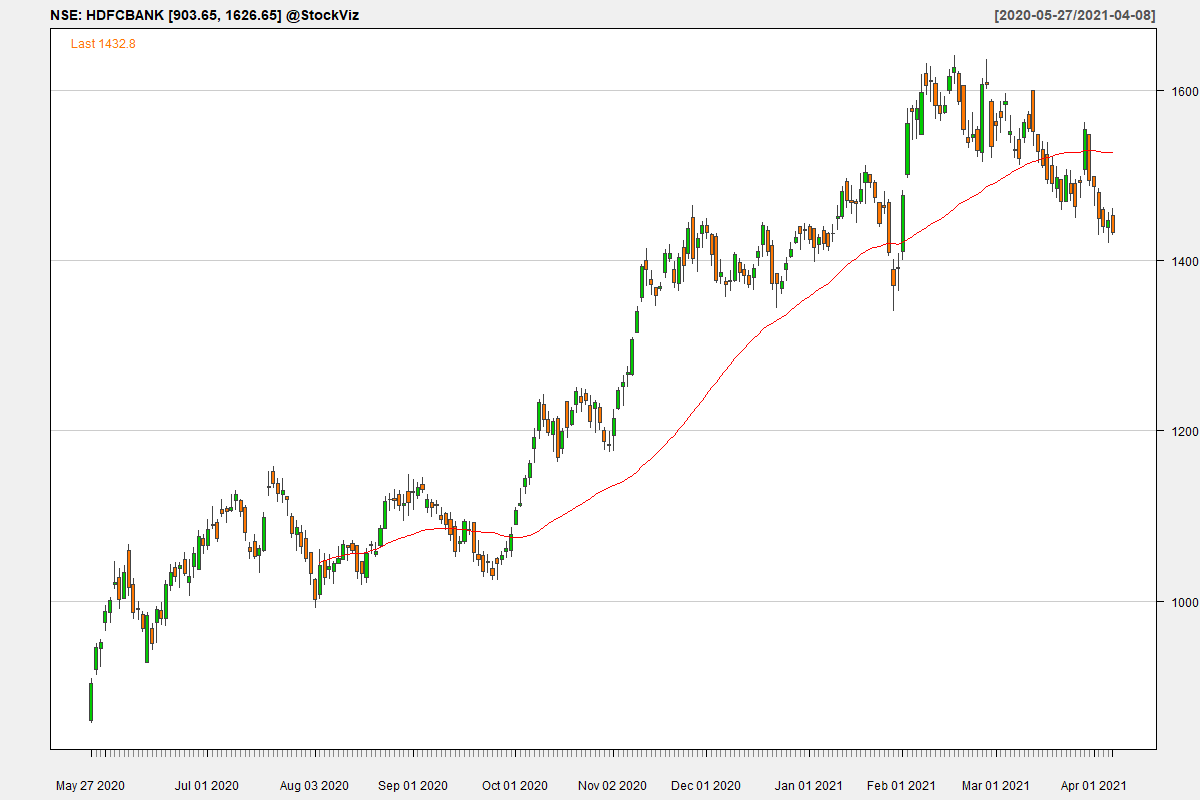 NSE: HDFCBANK [903.65, 1626.65] @StockViz [2020-05-27/2021-04-08]
Last 1432.8
1600
1400
1200
1000
May 27 2020 Jul 01 2020 Aug 03 2020 Sep 01 2020 Oct 01 2020 Nov 02 2020 Dec 01 2020 Jan 01 2021 Feb 01 2021 Mar 01 2021 Apr 01 2021